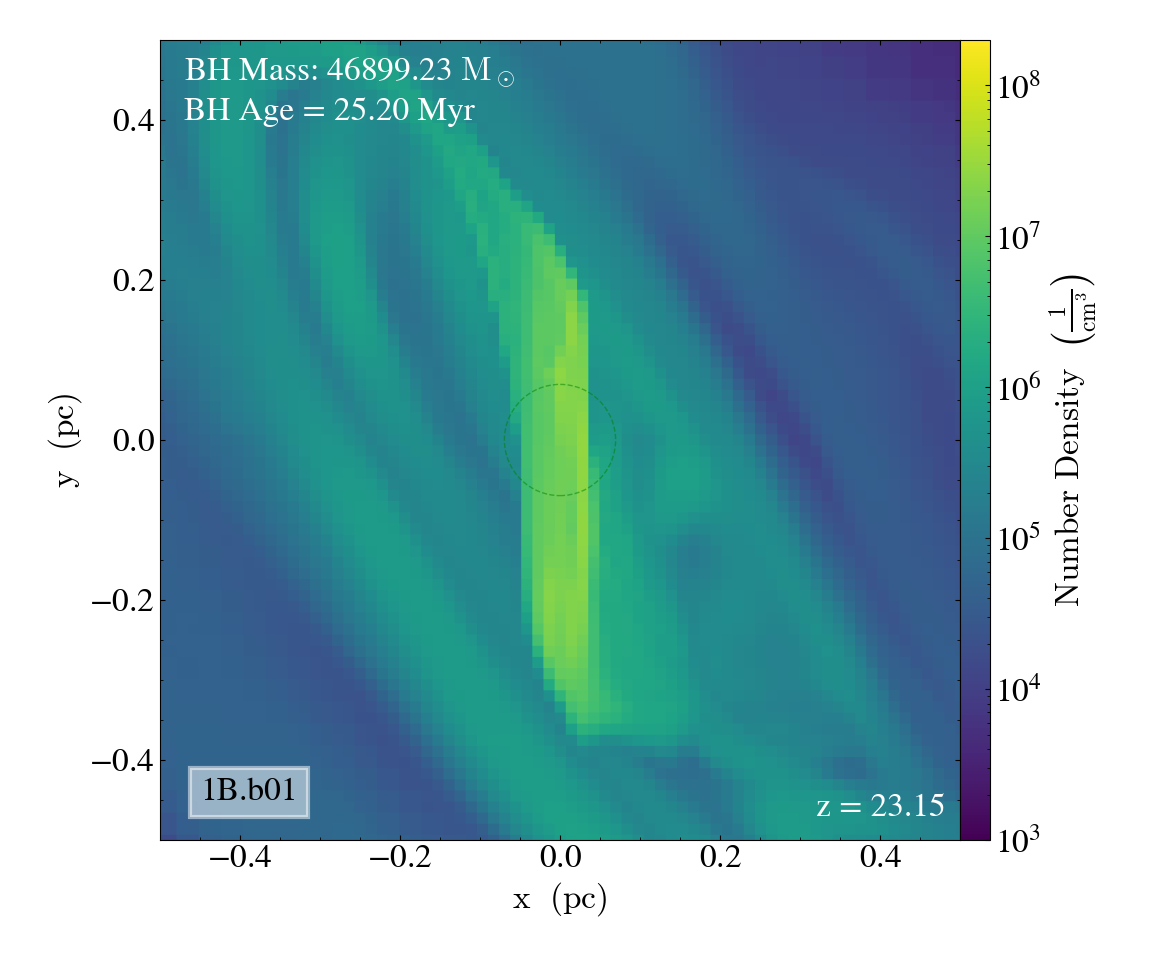 BH Mass: 46899.23 M⊙
BH Age = 25.20 Myr
0.4
0.2
0.0
−0.2
−0.4
y (pc)
1B.b01
z = 23.15
−0.4 −0.2 0.0 0.2 0.4
x (pc)
10^8
10^7
10^6
10^5
10^4
10^3
Number Density (1/cm^3)